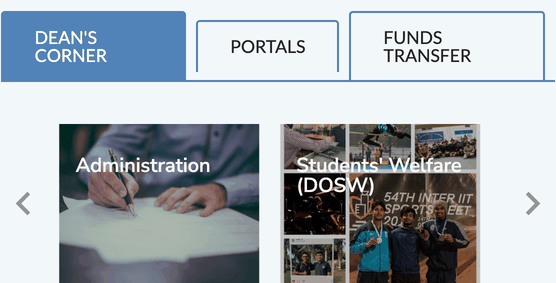 DEAN'S
CORNER
PORTALS
FUNDS
TRANSFER
Administration
Students' Welfare
(DOSW)
54TH INTER IIT
SPORTS MEET